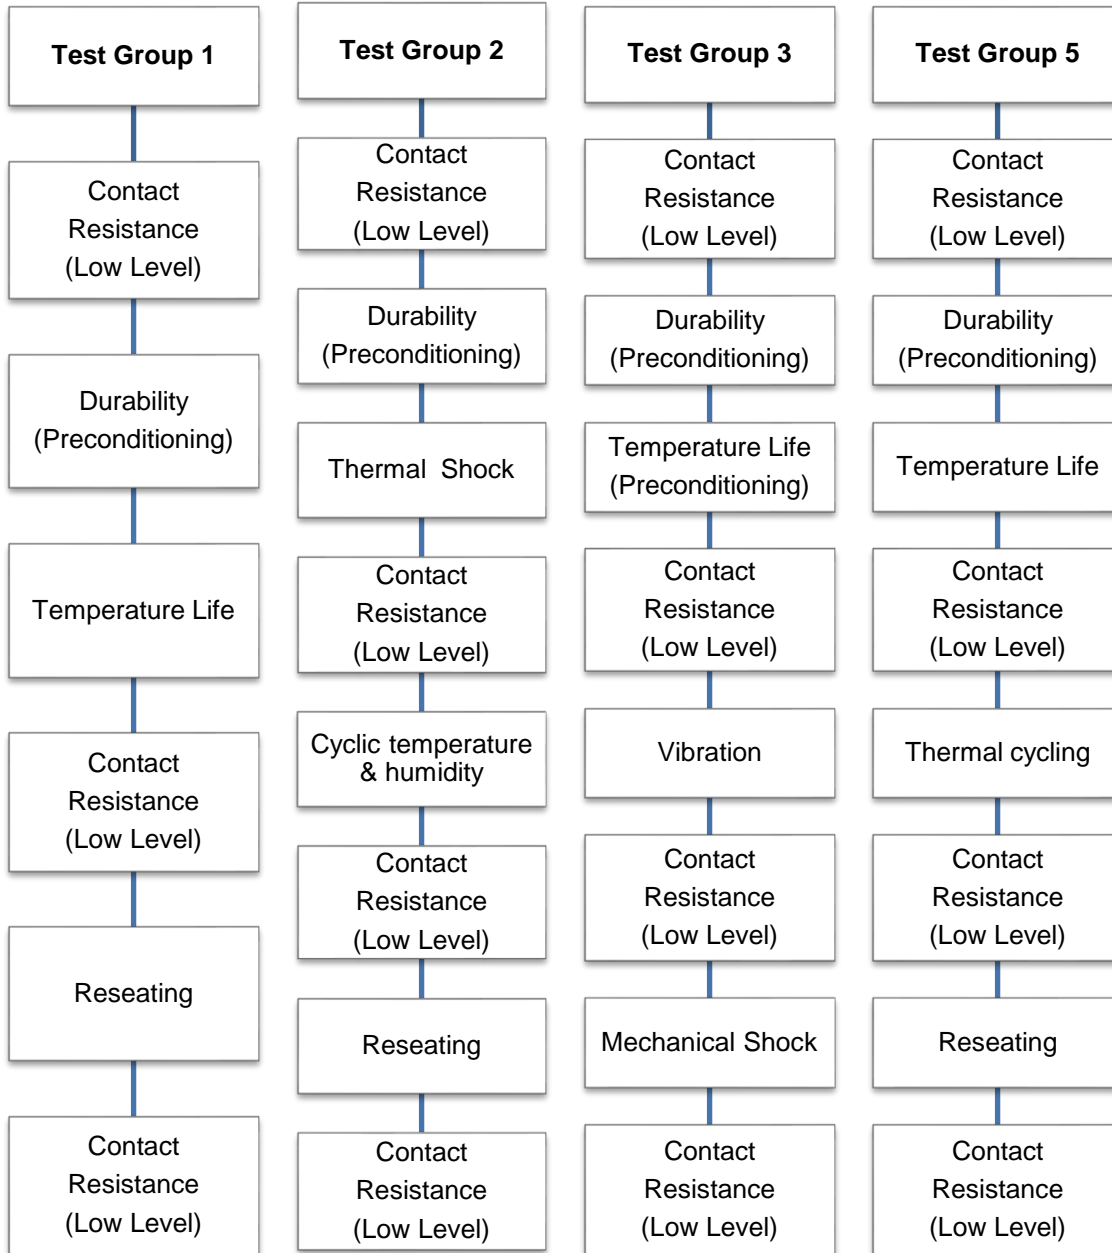 Test Group 1
Contact
Resistance
(Low Level)
Durability
(Preconditioning)
Temperature Life
Contact
Resistance
(Low Level)
Reseating
Contact
Resistance
(Low Level)
Test Group 2
Contact
Resistance
(Low Level)
Durability
(Preconditioning)
Thermal  Shock
Contact
Resistance
(Low Level)
Cyclic temperature
& humidity
Contact
Resistance
(Low Level)
Reseating
Contact
Resistance
(Low Level)
Test Group 3
Contact
Resistance
(Low Level)
Durability
(Preconditioning)
Temperature Life
(Preconditioning)
Contact
Resistance
(Low Level)
Vibration
Contact
Resistance
(Low Level)
Mechanical Shock
Contact
Resistance
(Low Level)
Test Group 5
Contact
Resistance
(Low Level)
Durability
(Preconditioning)
Temperature Life
Contact
Resistance
(Low Level)
Thermal cycling
Contact
Resistance
(Low Level)
Reseating
Contact
Resistance
(Low Level)